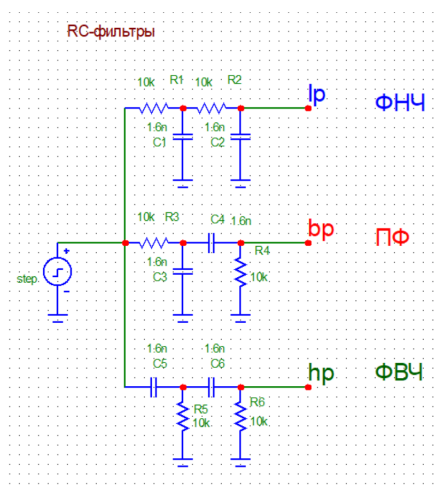 RC-фильтры
10k R1 10k R2
lp ФНЧ
1.6n 1.6n
C1 C2
10k R3 C4 1.6n
bp ПФ
1.6n R4
C3 10k
step
1.6n 1.6n
C5 C6
hp ФВЧ
R5 R6
10k 10k